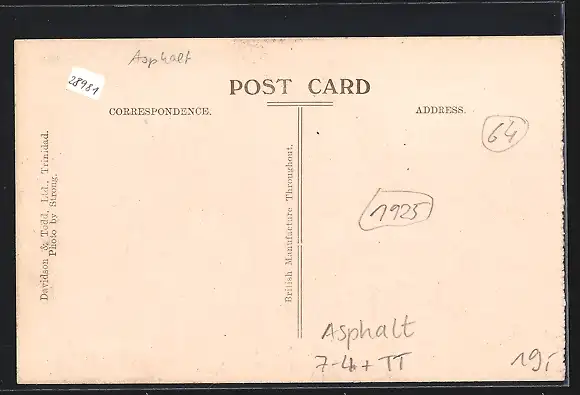 Asphalt
28981
POST CARD
CORRESPONDENCE.
ADDRESS.
64
Davidson & Todd, Ltd., Trinidad.
Photo by Strong.
British Manufacture Throughout.
1925
Asphalt
7-4+TT
19,-